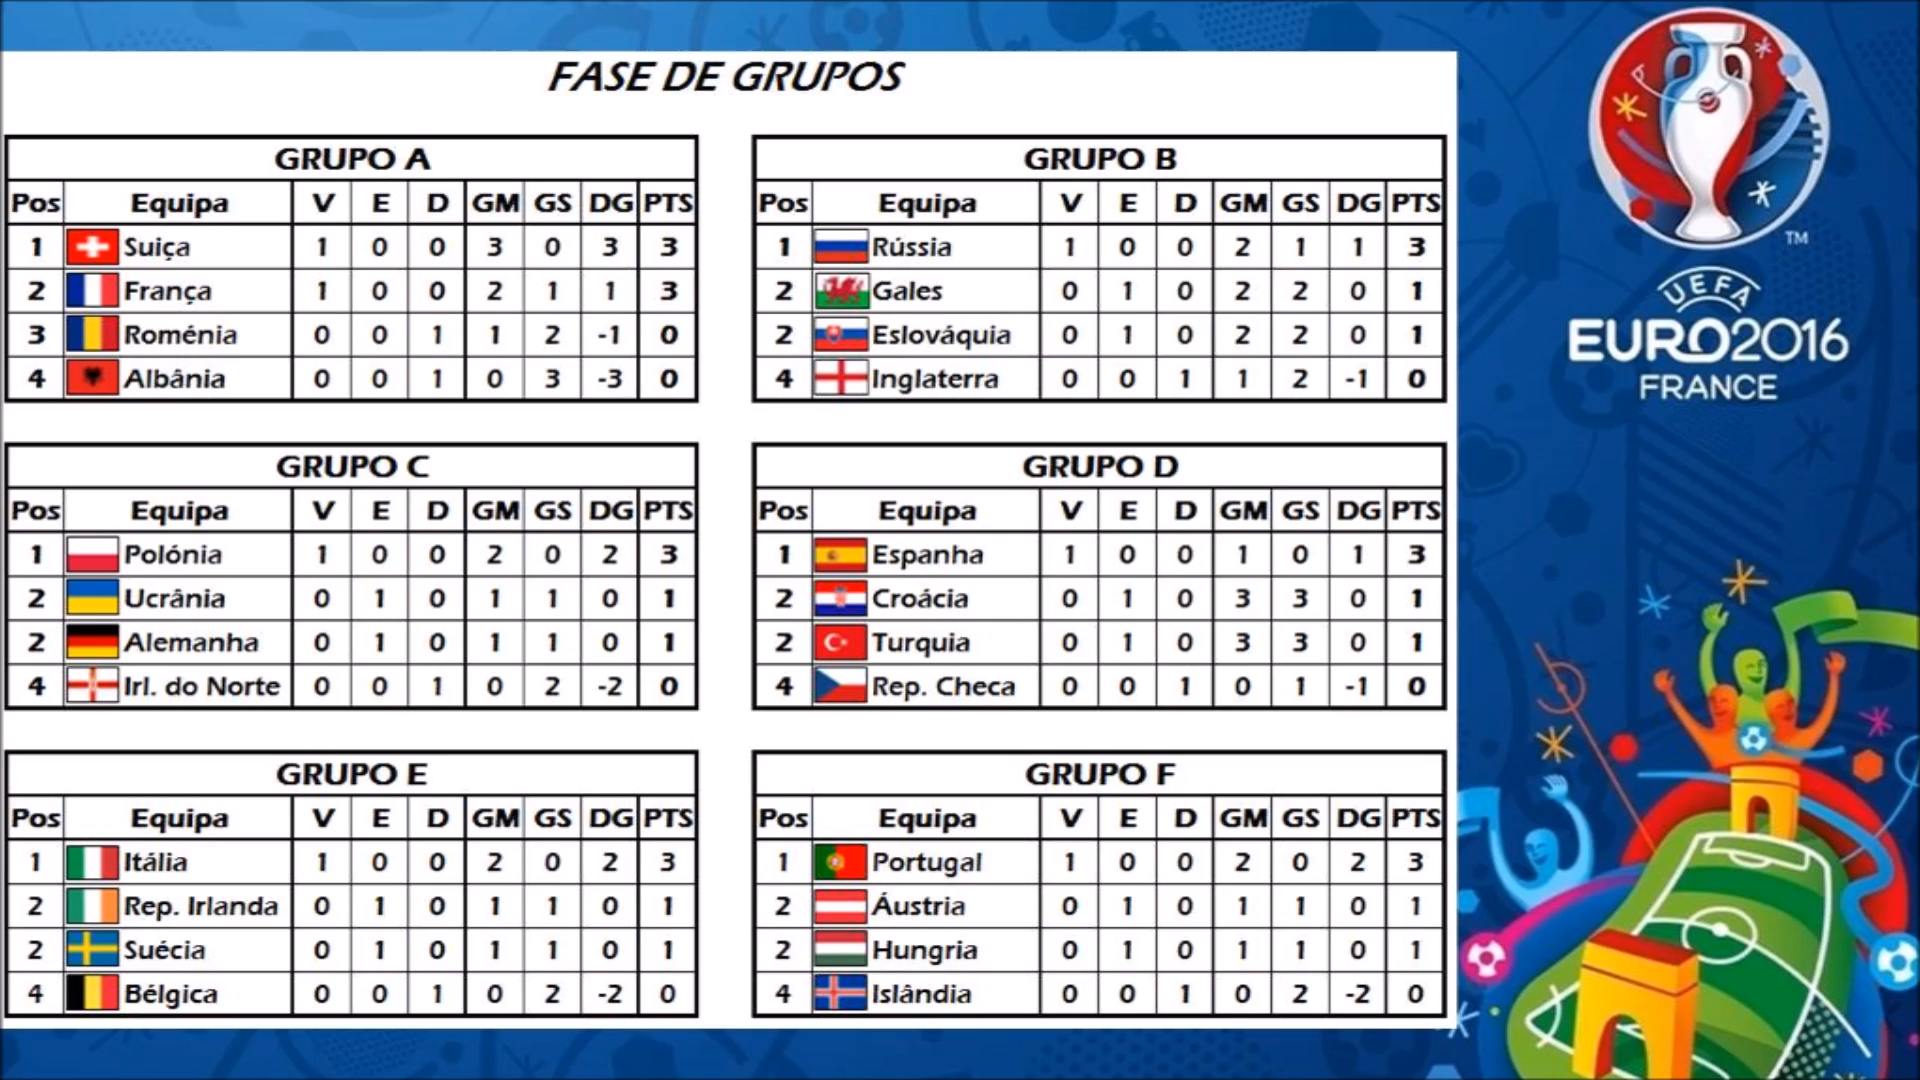 FASE DE GRUPOS
GRUPO A
Pos Equipa V E D GM GS DG PTS
1 Suiça 1 0 0 3 0 3 3
2 França 1 0 0 2 1 1 3
3 Roménia 0 0 1 1 2 -1 0
4 Albânia 0 0 1 0 3 -3 0
GRUPO B
Pos Equipa V E D GM GS DG PTS
1 Rússia 1 0 0 2 1 1 3
2 Gales 0 1 0 2 2 0 1
2 Eslováquia 0 1 0 2 2 0 1
4 Inglaterra 0 0 1 1 2 -1 0
GRUPO C
Pos Equipa V E D GM GS DG PTS
1 Polónia 1 0 0 2 0 2 3
2 Ucrânia 0 1 0 1 1 0 1
2 Alemanha 0 1 0 1 1 0 1
4 Irl. do Norte 0 0 1 0 2 -2 0
GRUPO D
Pos Equipa V E D GM GS DG PTS
1 Espanha 1 0 0 1 0 1 3
2 Croácia 0 1 0 3 3 0 1
2 Turquia 0 1 0 3 3 0 1
4 Rep. Checa 0 0 1 0 1 -1 0
GRUPO E
Pos Equipa V E D GM GS DG PTS
1 Itália 1 0 0 2 0 2 3
2 Rep. Irlanda 0 1 0 1 1 0 1
2 Suécia 0 1 0 1 1 0 1
4 Bélgica 0 0 1 0 2 -2 0
GRUPO F
Pos Equipa V E D GM GS DG PTS
1 Portugal 1 0 0 2 0 2 3
2 Áustria 0 1 0 1 1 0 1
2 Hungria 0 1 0 1 1 0 1
4 Islândia 0 0 1 0 2 -2 0
TM
UEFA
EURO2016
FRANCE